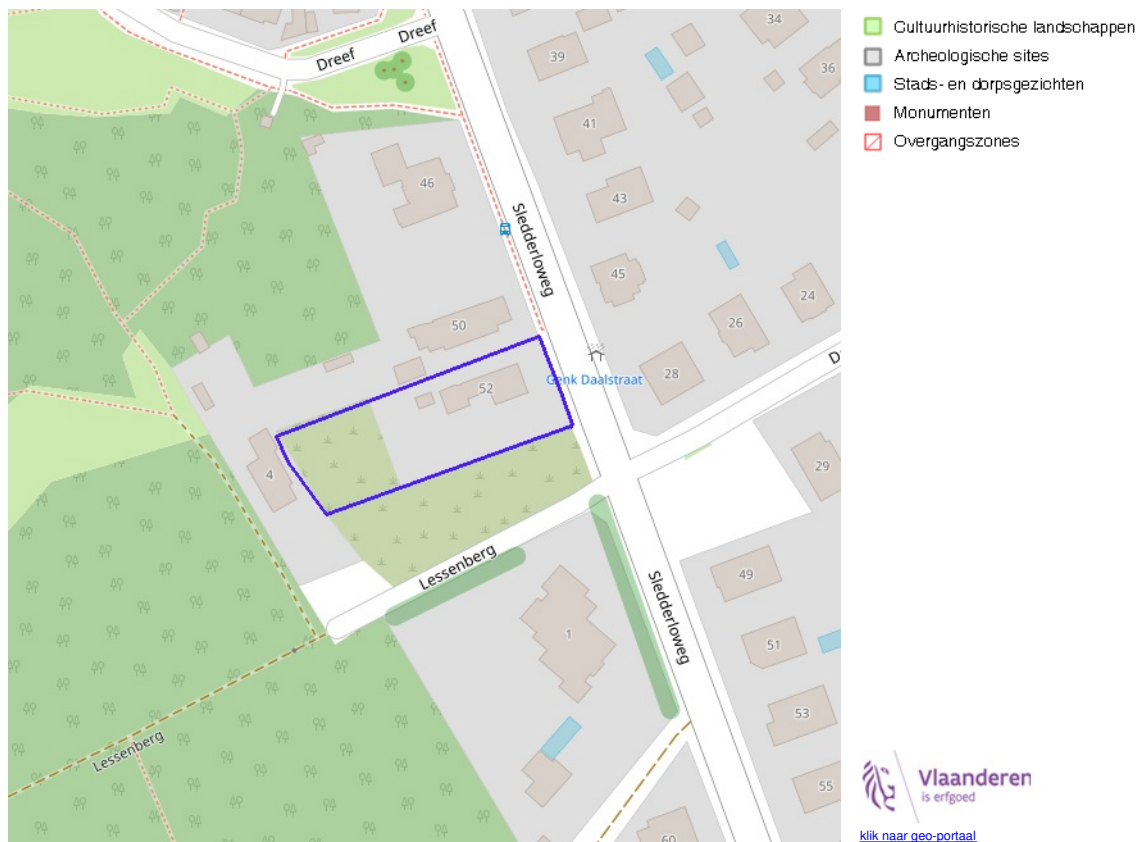 Dreef
Dreef
34
39
36
41
46
43
Sledderloweg
45
24
26
50
28
D
Genk Daalstraat
52
4
29
Lessenberg
49
Sledderloweg
1
51
53
Lessenberg
55
60
Cultuurhistorische landschappen
Archeologische sites
Stads- en dorpsgezichten
Monumenten
Overgangszones
Vlaanderen
is erfgoed
klik naar geo-portaal